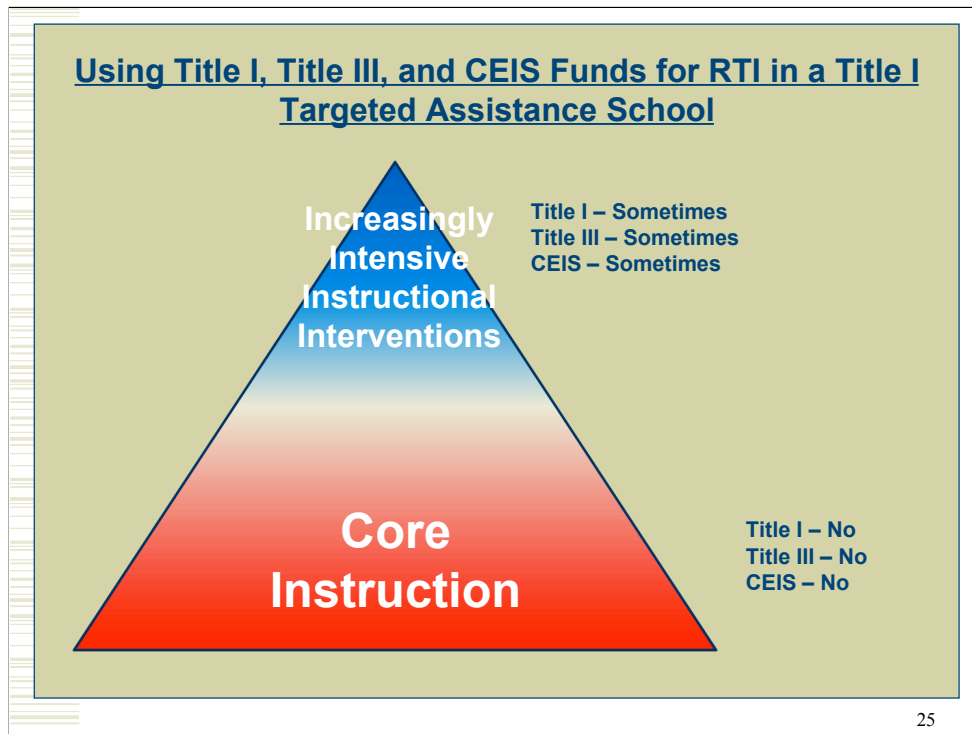 Using Title I, Title III, and CEIS Funds for RTI in a Title I
Targeted Assistance School
Increasingly
Intensive
Instructional
Interventions
Title I – Sometimes
Title III – Sometimes
CEIS – Sometimes
Core
Instruction
Title I – No
Title III – No
CEIS – No
25